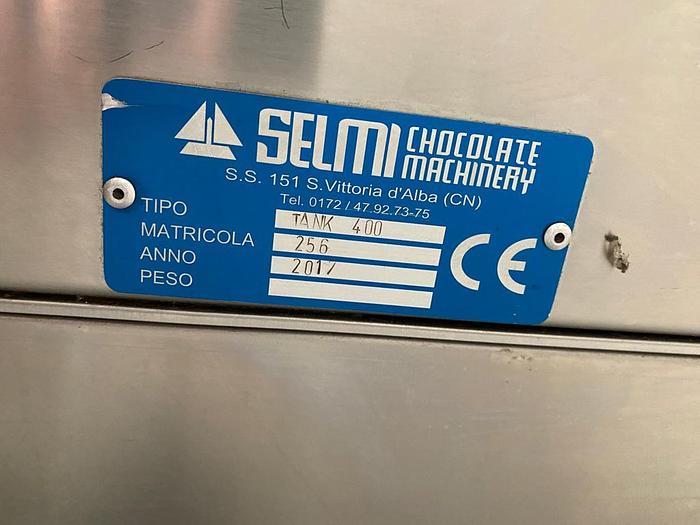 SELMI CHOCOLATE MACHINERY
S.S. 151 S.Vittoria d'Alba (CN)
Tel. 0172 / 47.92.73-75
TIPO TANK 400
MATRICOLA 256
ANNO 2017
PESO
CE